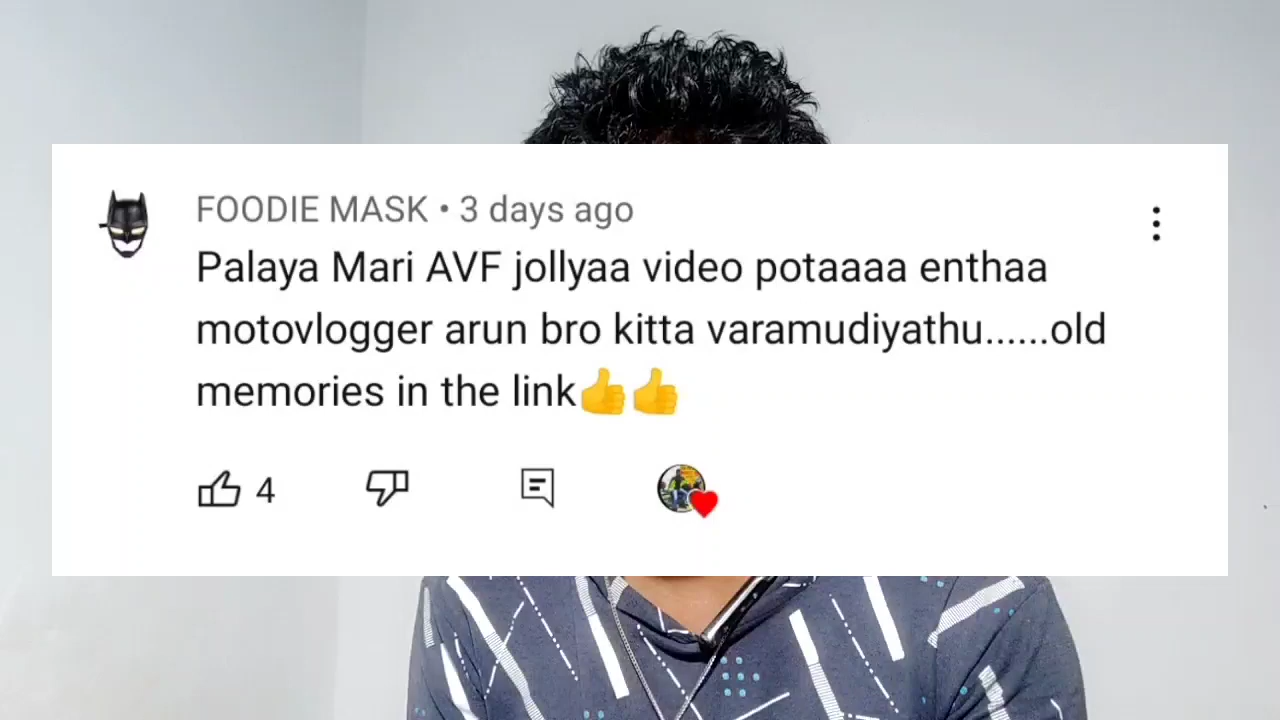 FOODIE MASK • 3 days ago
Palaya Mari AVF jollyaa video potaaaa enthaa
motovlogger arun bro kitta varamudiyathu......old
memories in the link👍👍
4